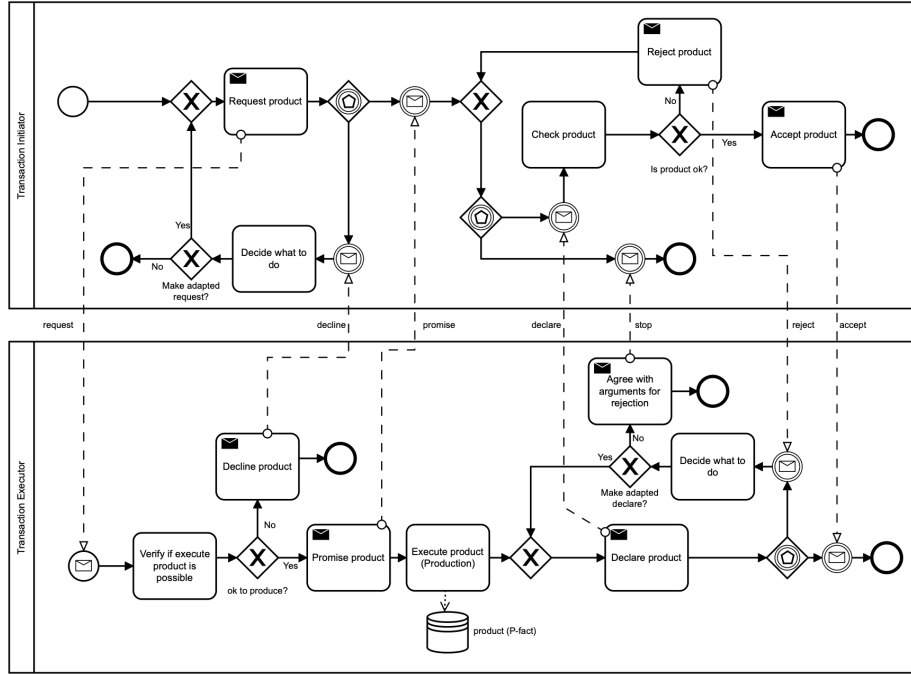 Transaction Initiator
Reject product
Request product
No
Check product
Accept product
Yes
Is product ok?
Yes
Decide what to
do
No
Make adapted
request?
request
decline
promise
declare
stop
reject
accept
Transaction Executor
Agree with
arguments for
rejection
No
Decline product
Yes
Decide what to
do
Make adapted
declare?
No
Verify if execute
product is
possible
Yes
ok to produce?
Promise product
Execute product
(Production)
Declare product
product (P-fact)